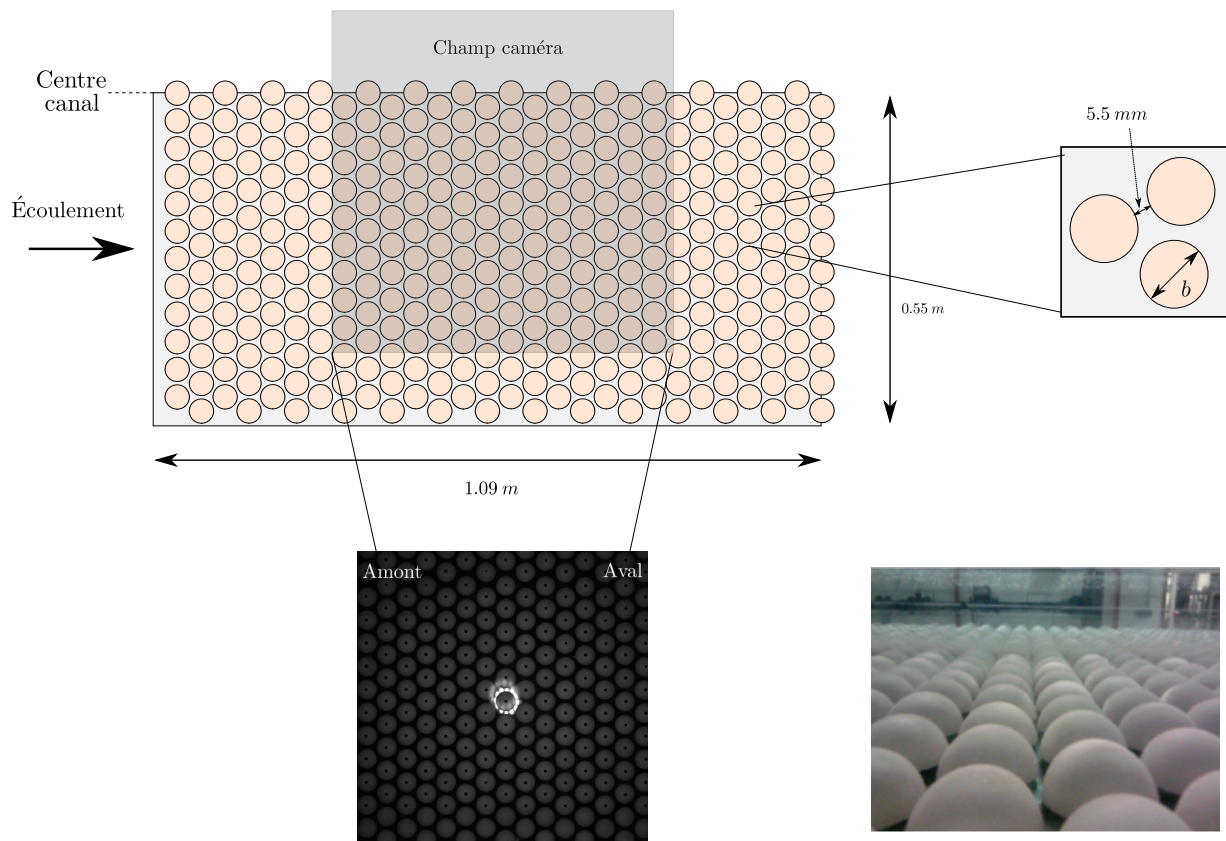 Champ caméra
Centre
canal
5.5 mm
Écoulement
b
0.55 m
1.09 m
Amont
Aval